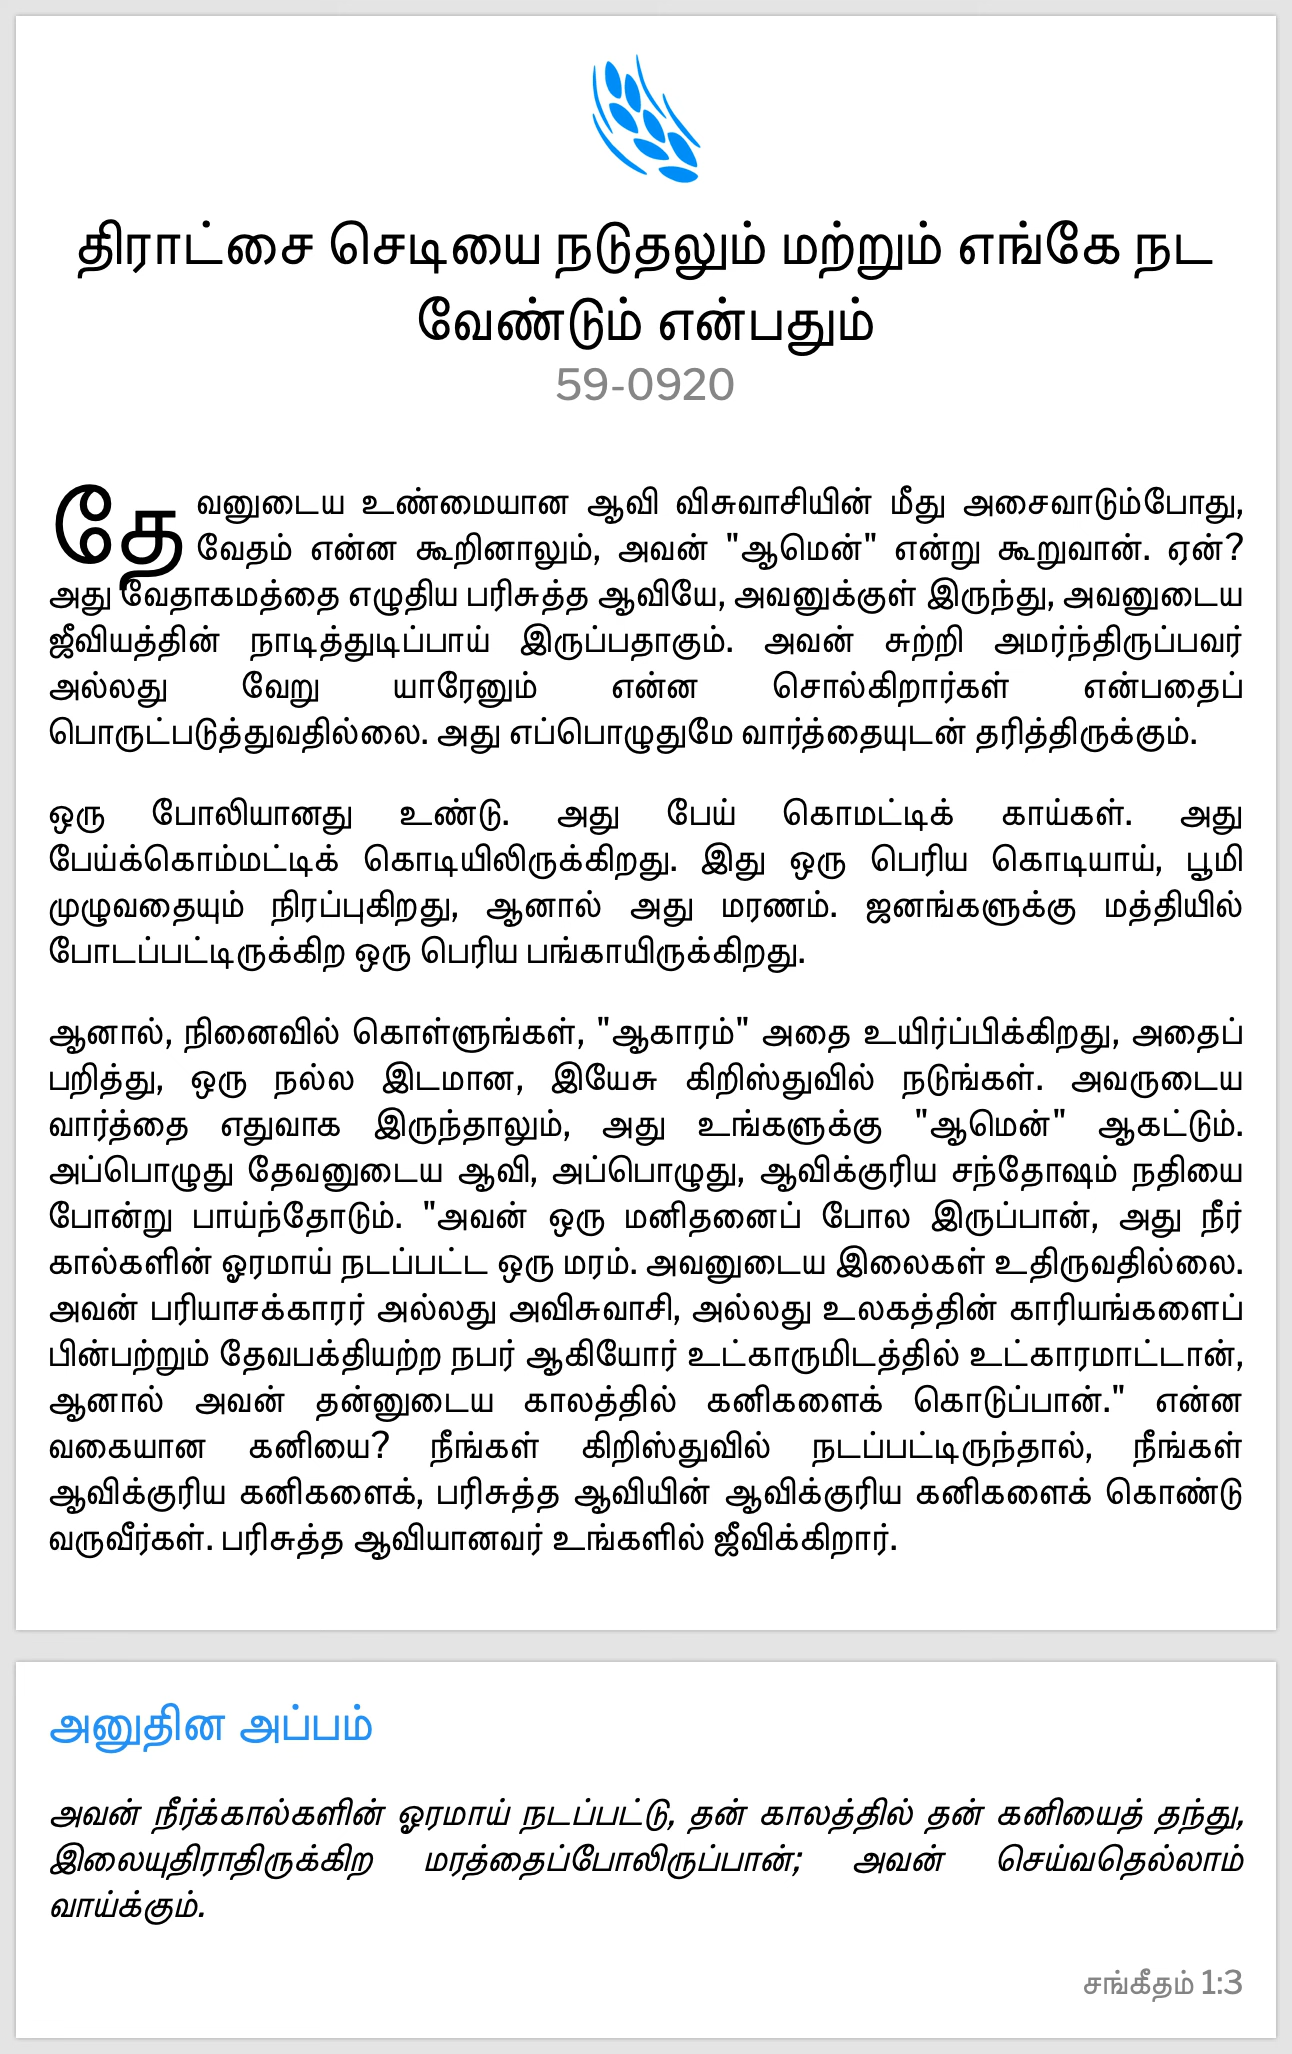 திராட்சை செடியை நடுதலும் மற்றும் எங்கே நட
வேண்டும் என்பதும்
59-0920
தேவனுடைய உண்மையான ஆவி விசுவாசியின் மீது அசைவாடும்போது,
வேதம் என்ன கூறினாலும், அவன் "ஆமென்" என்று கூறுவான். ஏன்?
அது வேதாகமத்தை எழுதிய பரிசுத்த ஆவியே, அவனுக்குள் இருந்து, அவனுடைய
ஜீவியத்தின் நாடித்துடிப்பாய் இருப்பதாகும். அவன் சுற்றி அமர்ந்திருப்பவர்
அல்லது வேறு யாரேனும் என்ன சொல்கிறார்கள் என்பதைப்
பொருட்படுத்துவதில்லை. அது எப்பொழுதுமே வார்த்தையுடன் தரித்திருக்கும்.
ஒரு போலியானது உண்டு. அது பேய் கொமட்டிக் காய்கள். அது
பேய்க்கொம்மட்டிக் கொடியிலிருக்கிறது. இது ஒரு பெரிய கொடியாய், பூமி
முழுவதையும் நிரப்புகிறது, ஆனால் அது மரணம். ஜனங்களுக்கு மத்தியில்
போடப்பட்டிருக்கிற ஒரு பெரிய பங்காயிருக்கிறது.
ஆனால், நினைவில் கொள்ளுங்கள், "ஆகாரம்" அதை உயிர்ப்பிக்கிறது, அதைப்
பறித்து, ஒரு நல்ல இடமான, இயேசு கிறிஸ்துவில் நடுங்கள். அவருடைய
வார்த்தை எதுவாக இருந்தாலும், அது உங்களுக்கு "ஆமென்" ஆகட்டும்.
அப்பொழுது தேவனுடைய ஆவி, அப்பொழுது, ஆவிக்குரிய சந்தோஷம் நதியை
போன்று பாய்ந்தோடும். "அவன் ஒரு மனிதனைப் போல இருப்பான், அது நீர்
கால்களின் ஓரமாய் நடப்பட்ட ஒரு மரம். அவனுடைய இலைகள் உதிருவதில்லை.
அவன் பரியாசக்காரர் அல்லது அவிசுவாசி, அல்லது உலகத்தின் காரியங்களைப்
பின்பற்றும் தேவபக்தியற்ற நபர் ஆகியோர் உட்காருமிடத்தில் உட்காரமாட்டான்,
ஆனால் அவன் தன்னுடைய காலத்தில் கனிகளைக் கொடுப்பான்." என்ன
வகையான கனியை? நீங்கள் கிறிஸ்துவில் நடப்பட்டிருந்தால், நீங்கள்
ஆவிக்குரிய கனிகளைக், பரிசுத்த ஆவியின் ஆவிக்குரிய கனிகளைக் கொண்டு
வருவீர்கள். பரிசுத்த ஆவியானவர் உங்களில் ஜீவிக்கிறார்.
அனுதின அப்பம்
அவன் நீர்க்கால்களின் ஓரமாய் நடப்பட்டு, தன் காலத்தில் தன் கனியைத் தந்து,
இலையுதிராதிருக்கிற மரத்தைப்போலிருப்பான்; அவன் செய்வதெல்லாம்
வாய்க்கும்.
சங்கீதம் 1:3